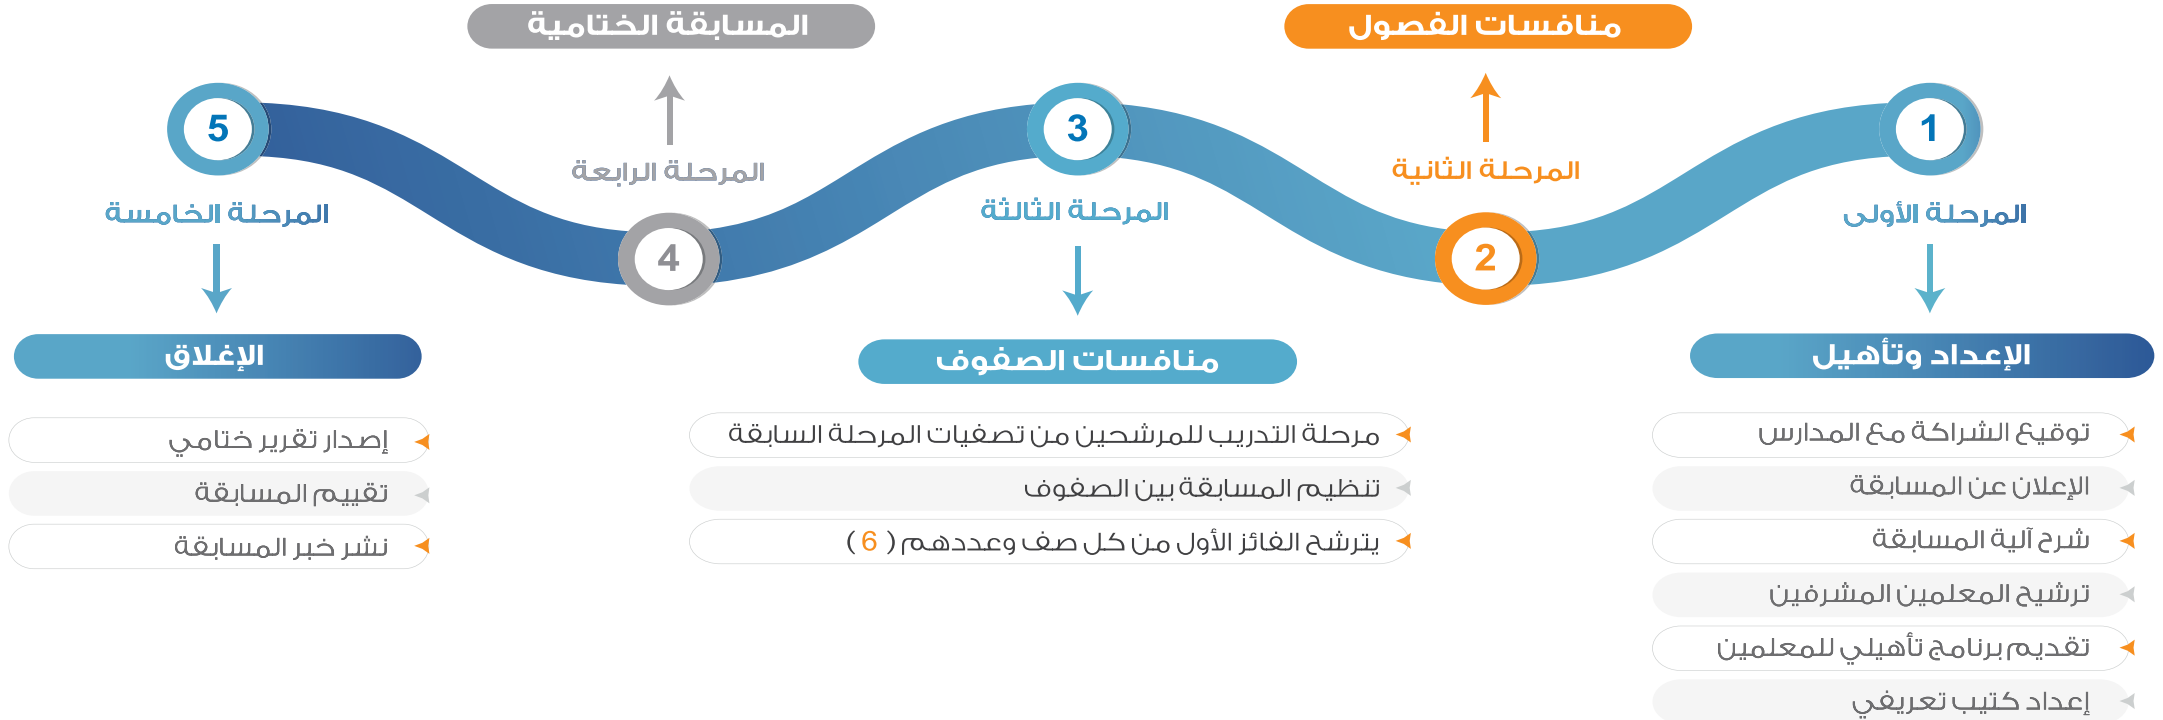 منافسات الفصول
المسابقة الختامية
1
3
5
المرحلة الثانية
المرحلة الرابعة
المرحلة الأولى
المرحلة الثالثة
المرحلة الخامسة
2
4
الإعداد وتأهيل
توقيع الشراكة مع المدارس
الإعلان عن المسابقة
شرح آلية المسابقة
ترشيح المعلمين المشرفين
تقديم برنامج تأهيلي للمعلمين
إعداد كتيب تعريفي
منافسات الصفوف
مرحلة التدريب للمرشحين من تصفيات المرحلة السابقة
تنظيم المسابقة بين الصفوف
يترشح الفائز الأول من كل صف وعددهم ( 6 )
الإغلاق
إصدار تقرير ختامي
تقييم المسابقة
نشر خبر المسابقة